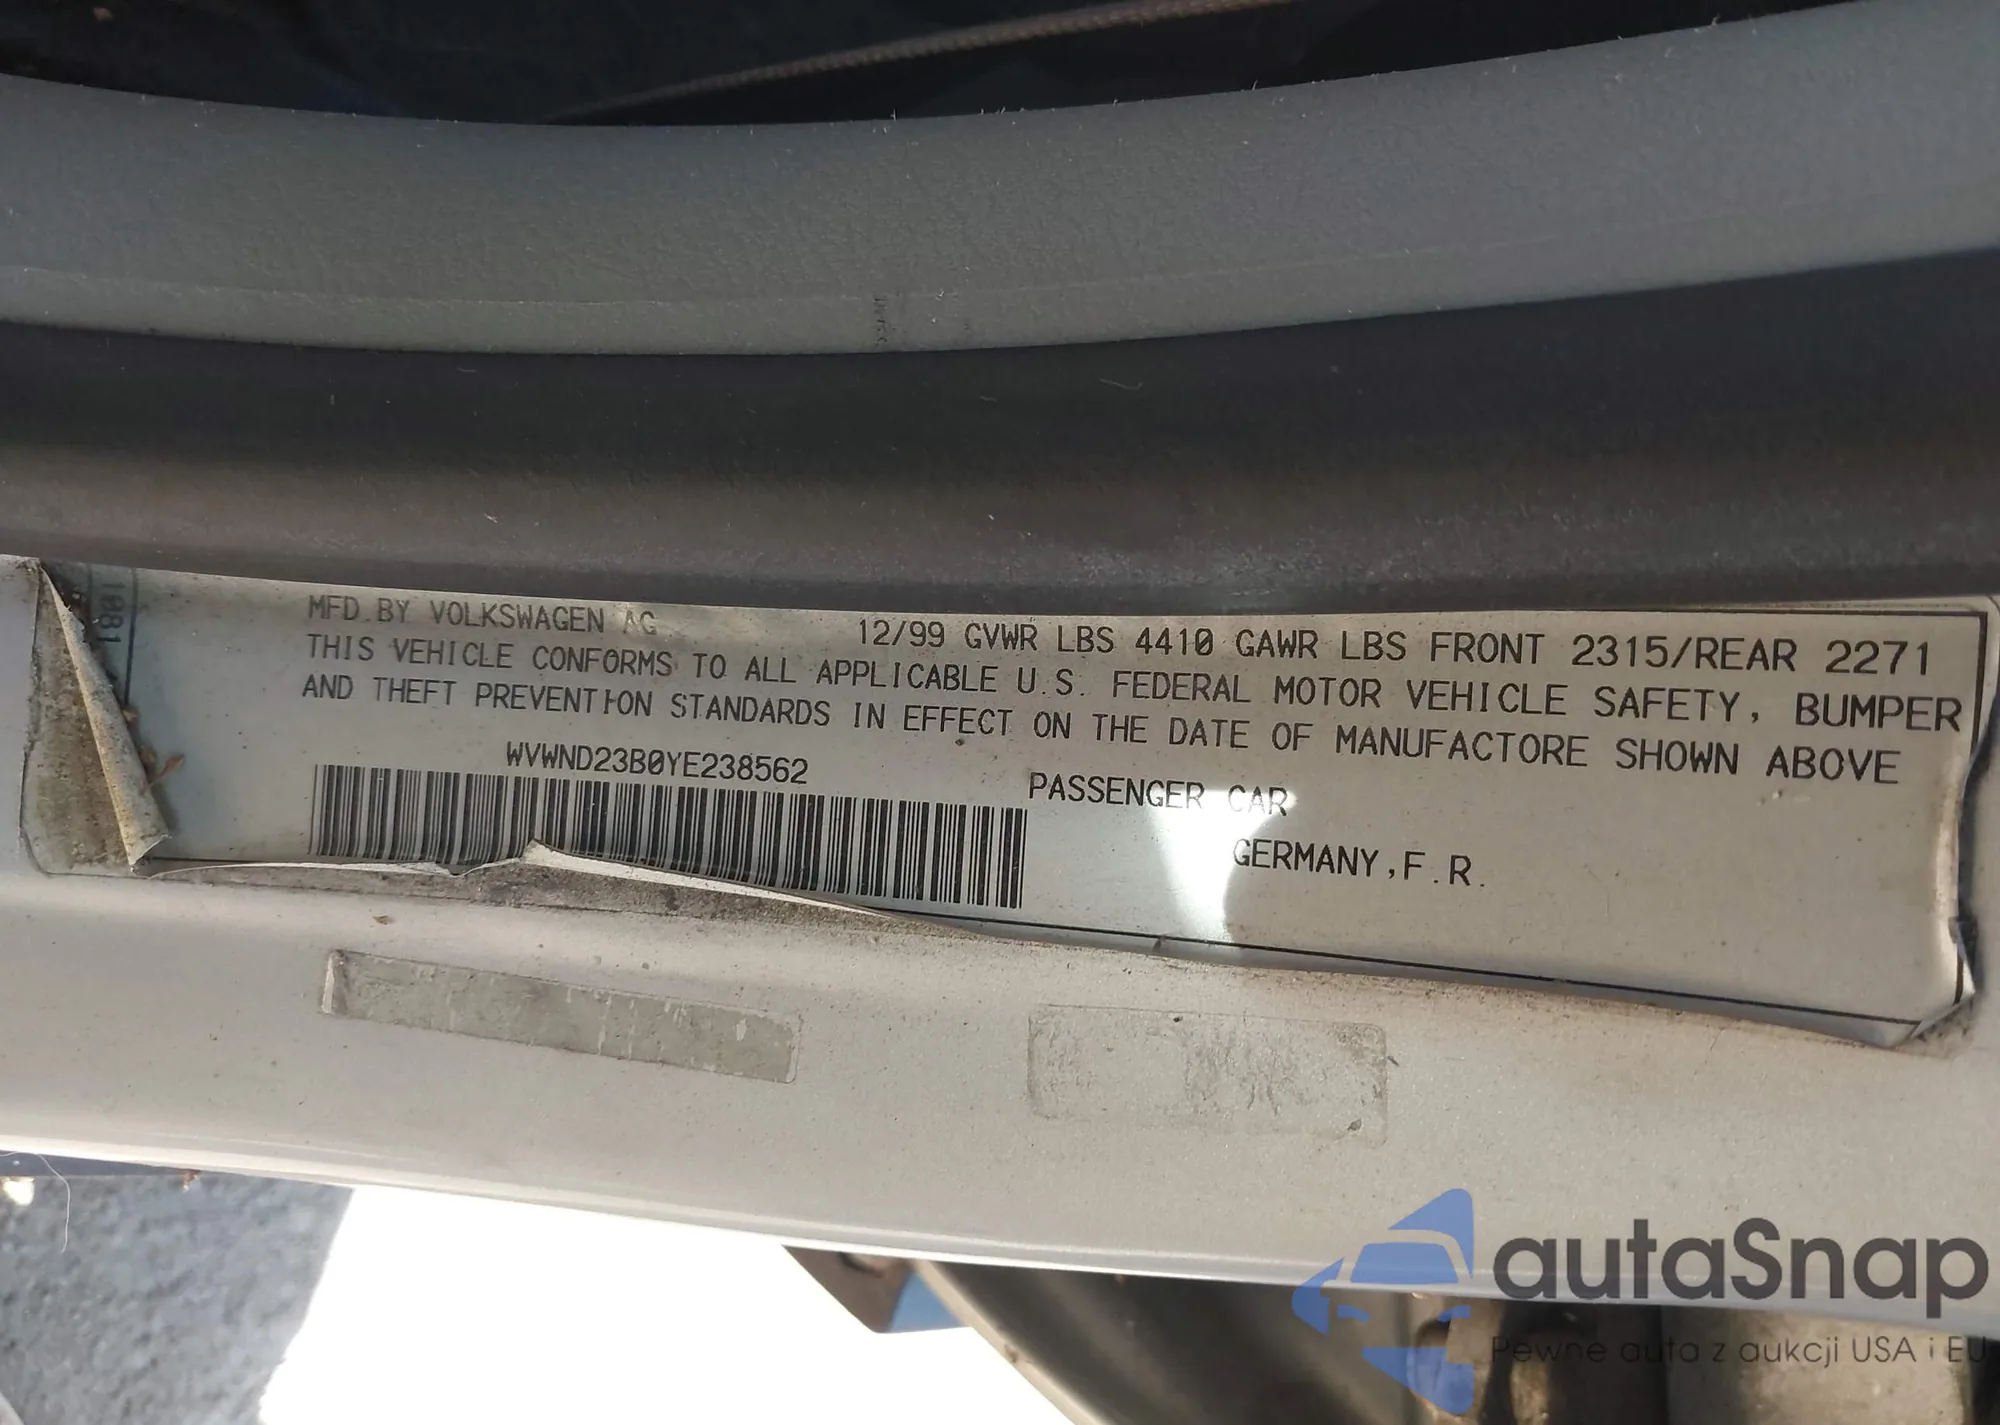 MFD.BY VOLKSWAGEN AG 12/99 GVWR LBS 4410 GAWR LBS FRONT 2315/REAR 2271
THIS VEHICLE CONFORMS TO ALL APPLICABLE U.S. FEDERAL MOTOR VEHICLE SAFETY, BUMPER
AND THEFT PREVENTION STANDARDS IN EFFECT ON THE DATE OF MANUFACTORE SHOWN ABOVE
WVWND23B0YE238562
PASSENGER CAR
GERMANY,F.R.
autaSnap
Pewne auta z aukcji USA i EU